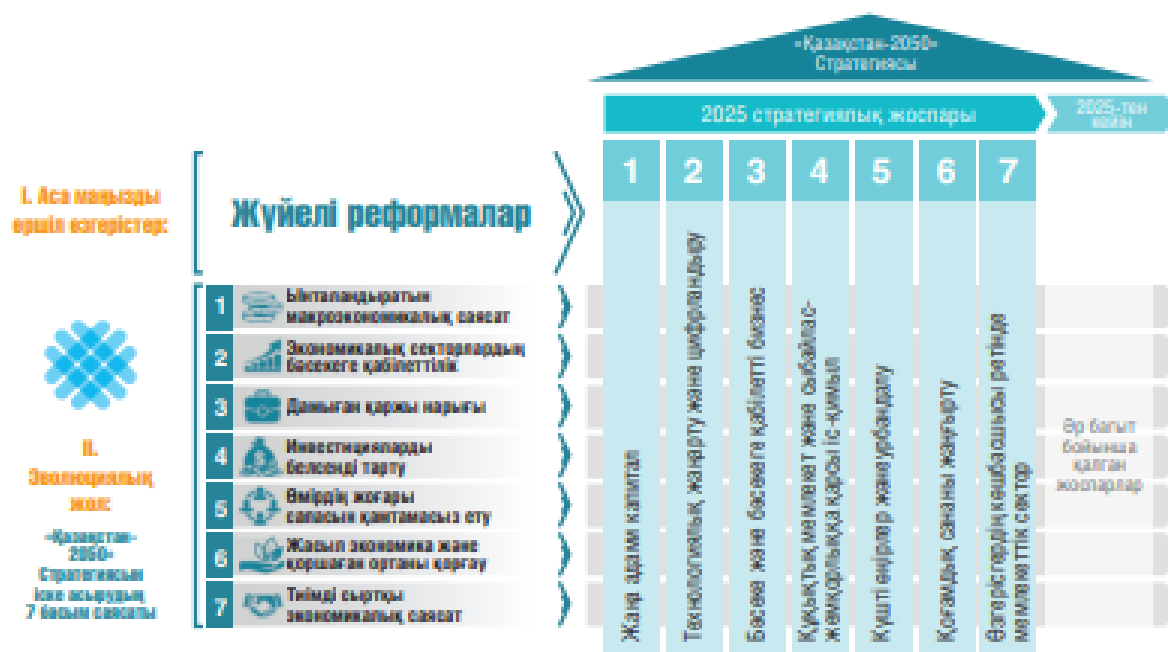 «Қазақстан-2050»
Стратегиясы
2025 стратегиялық жоспары
2025-тен
кейін
I. Аса маңызды
ершіл өзгерістер:
Жүйелі реформалар
1
2
3
4
5
6
7
Жаңа адами капитал
Технологиялық жаңарту және цифрландыру
Бәсеке және бәсекеге қабілетті бизнес
Құқықтық мемлекет және сыбайлас-
жемқорлыққа қарсы іс-қимыл
Күшті өңірлер және урбандалу
Қоғамдық сананы жаңғырту
Өзгерістердің көшбасшысы ретінде
мемлекеттік сектор
II.
Эволюциялық
жол:
«Қазақстан-
2050»
Стратегиясын
іске асырудың
7 басым саясаты
1 Ынталандыратын
макроэкономикалық саясат
2 Экономикалық секторлардың
бәсекеге қабілеттілік
3 Дамыған қаржы нарығы
4 Инвестицияларды
белсенді тарту
5 Өмірдің жоғары
сапасын қамтамасыз ету
6 Жасыл экономика және
қоршаған ортаны қорғау
7 Тиімді сыртқы
экономикалық саясат
Әр бағыт
бойынша
қалған
жоспарлар